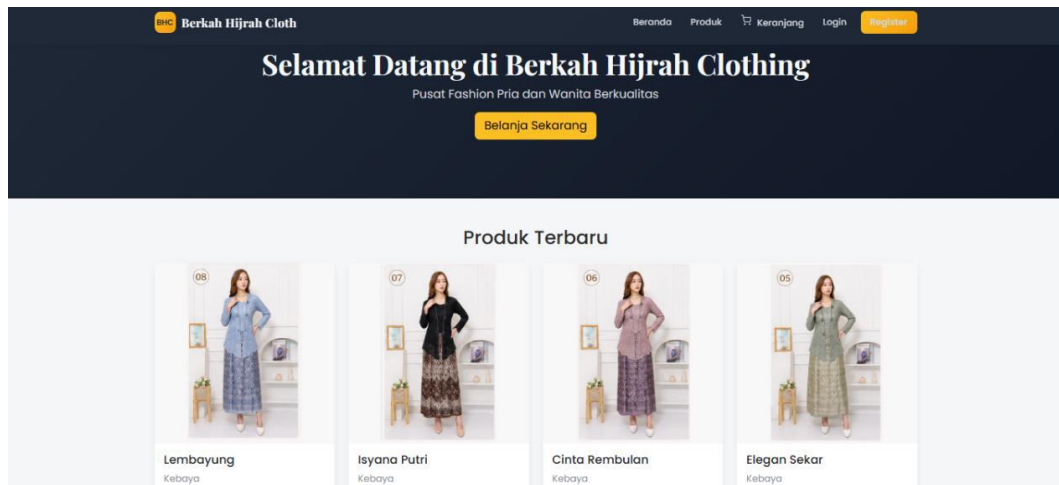 BHC Berkah Hijrah Cloth Beranda Produk Keranjang Login Register
Selamat Datang di Berkah Hijrah Clothing
Pusat Fashion Pria dan Wanita Berkualitas
Belanja Sekarang
Produk Terbaru
08 07 06 05
Lembayung Isyana Putri Cinta Rembulan Elegan Sekar
Kebaya Kebaya Kebaya Kebaya